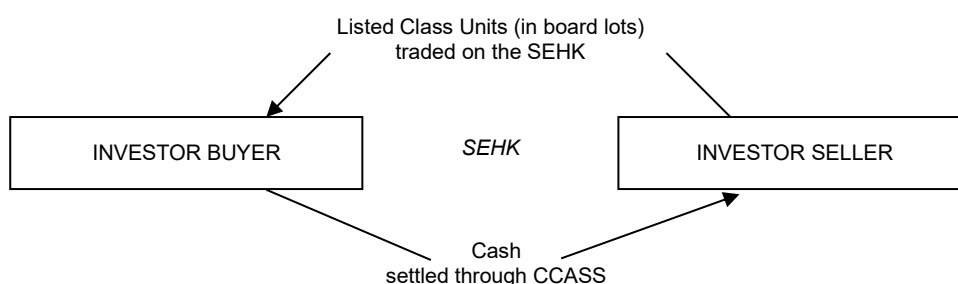 Listed Class Units (in board lots)
traded on the SEHK
INVESTOR BUYER
SEHK
INVESTOR SELLER
Cash
settled through CCASS